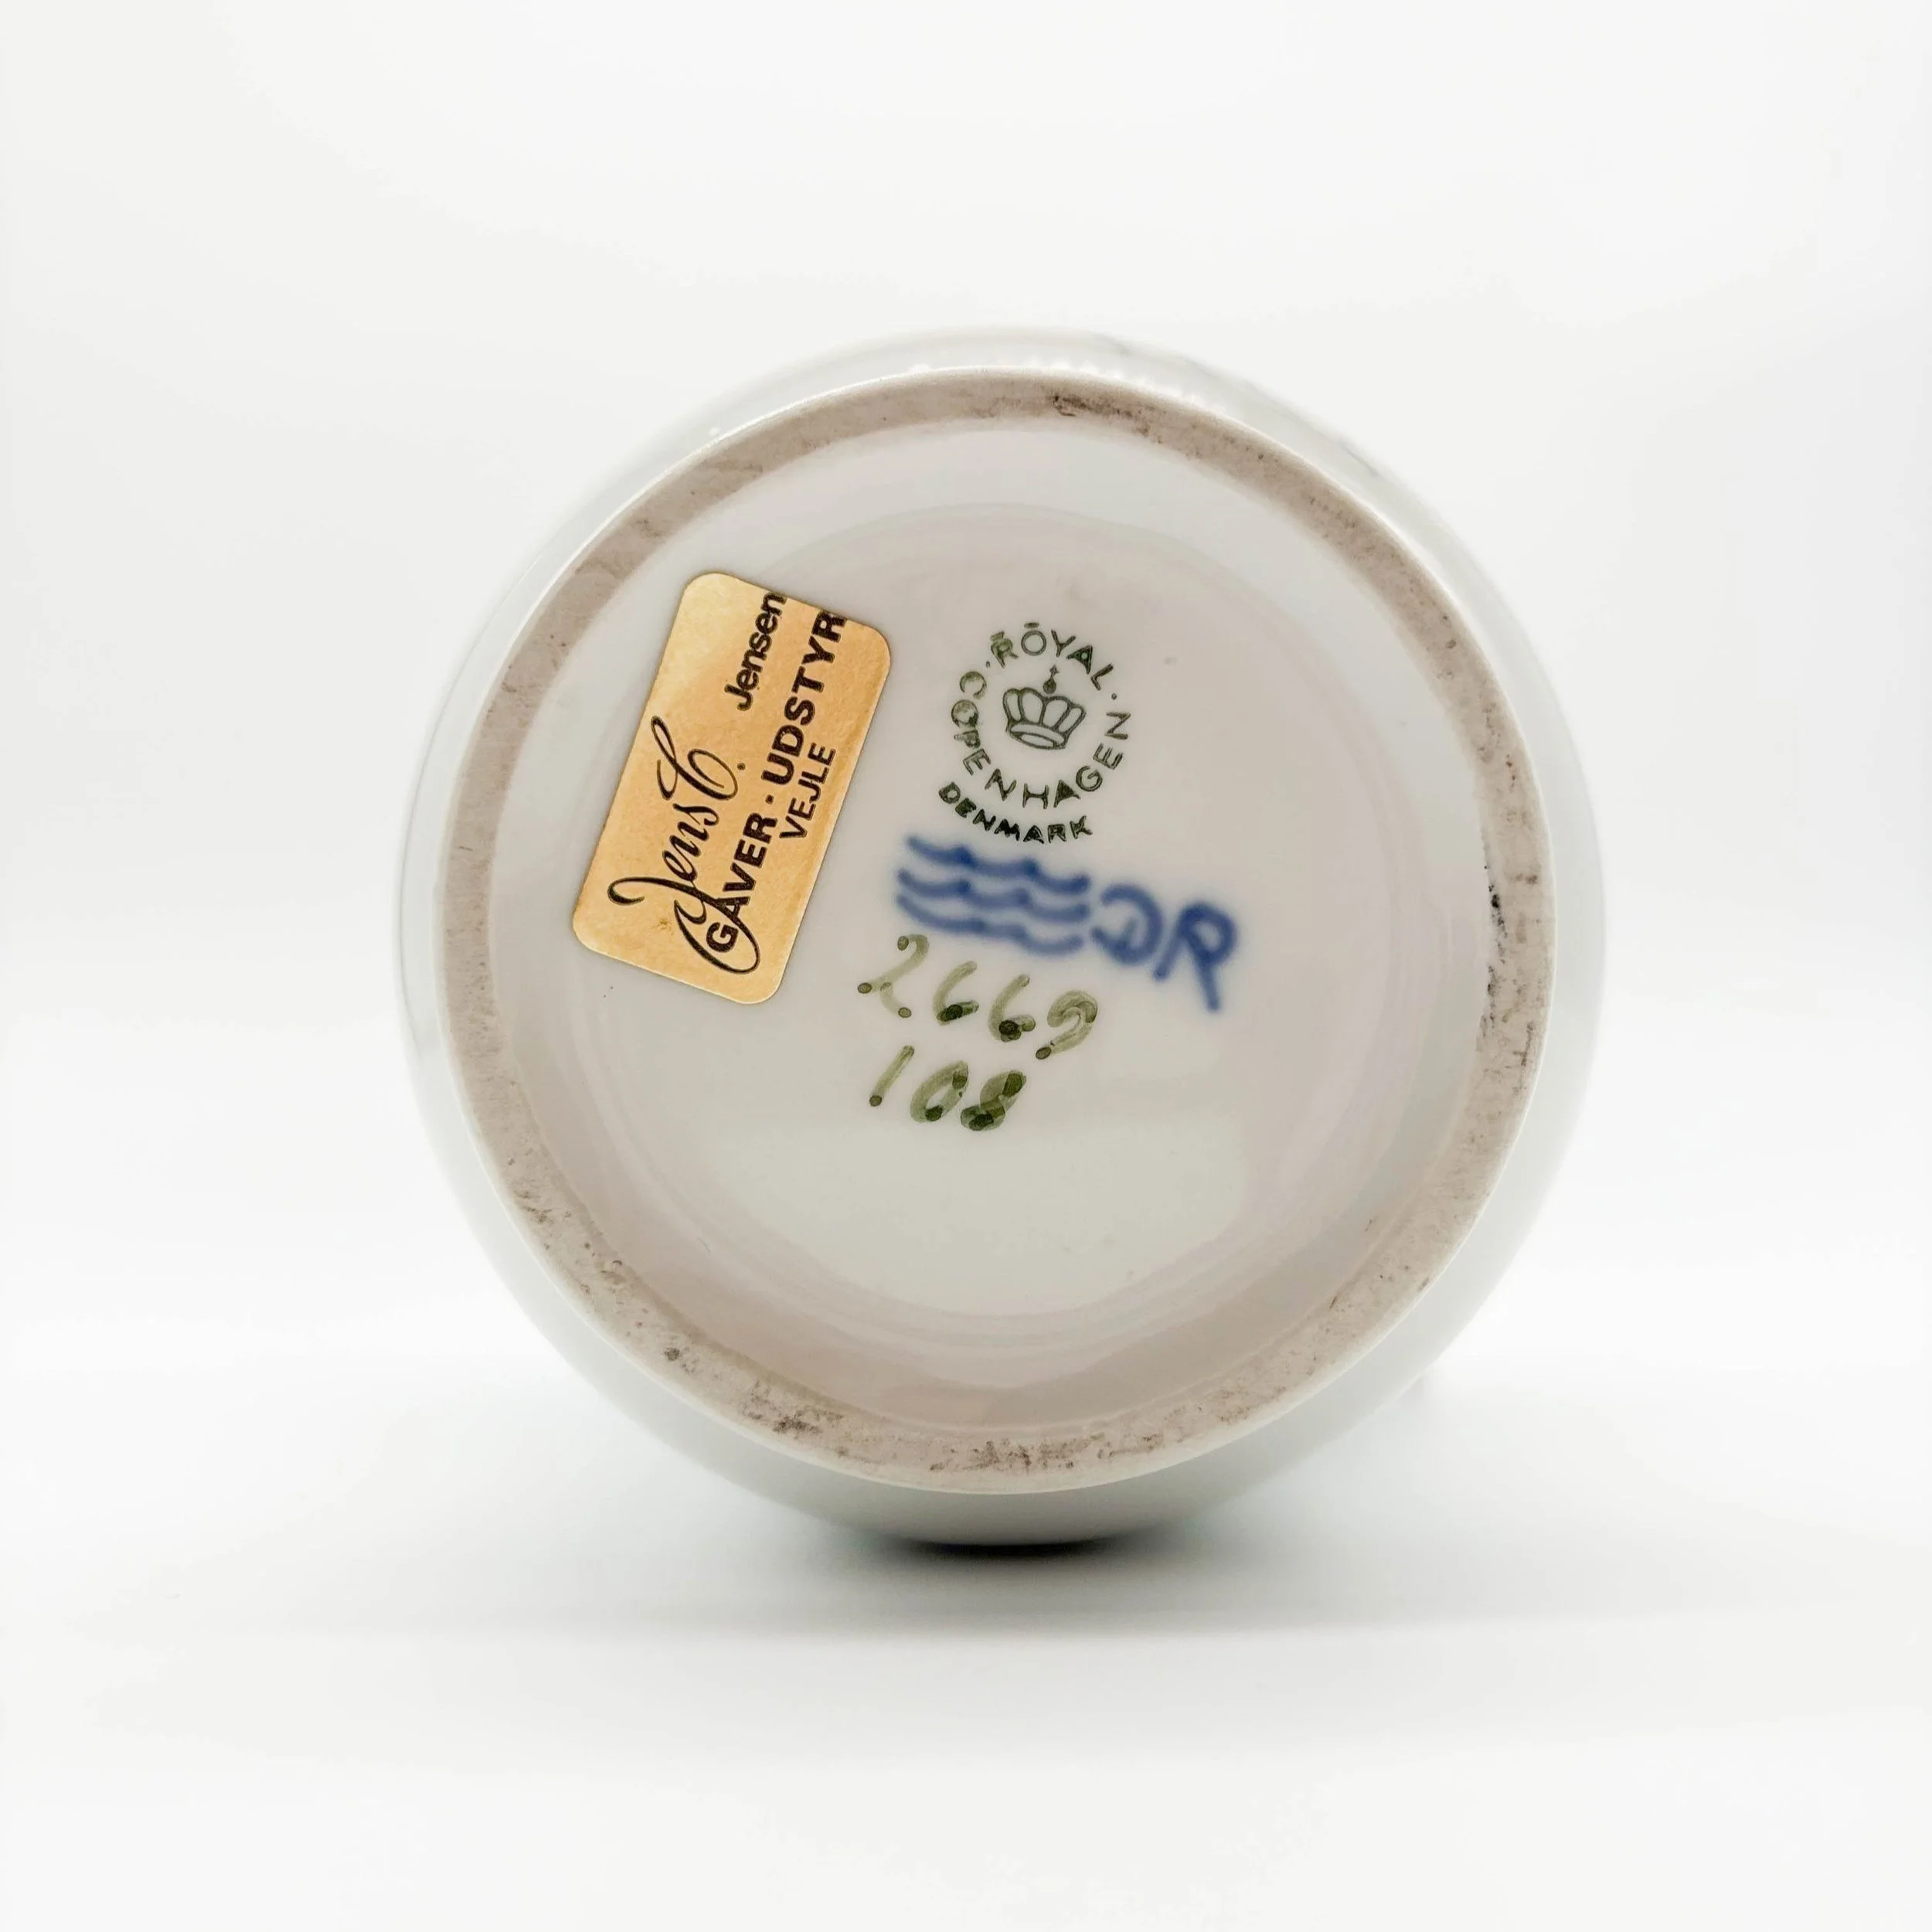 Jens C. Jensen
GAVER · UDSTYR
VEJLE
· ROYAL ·
COPENHAGEN
DENMARK
DR
2669
108